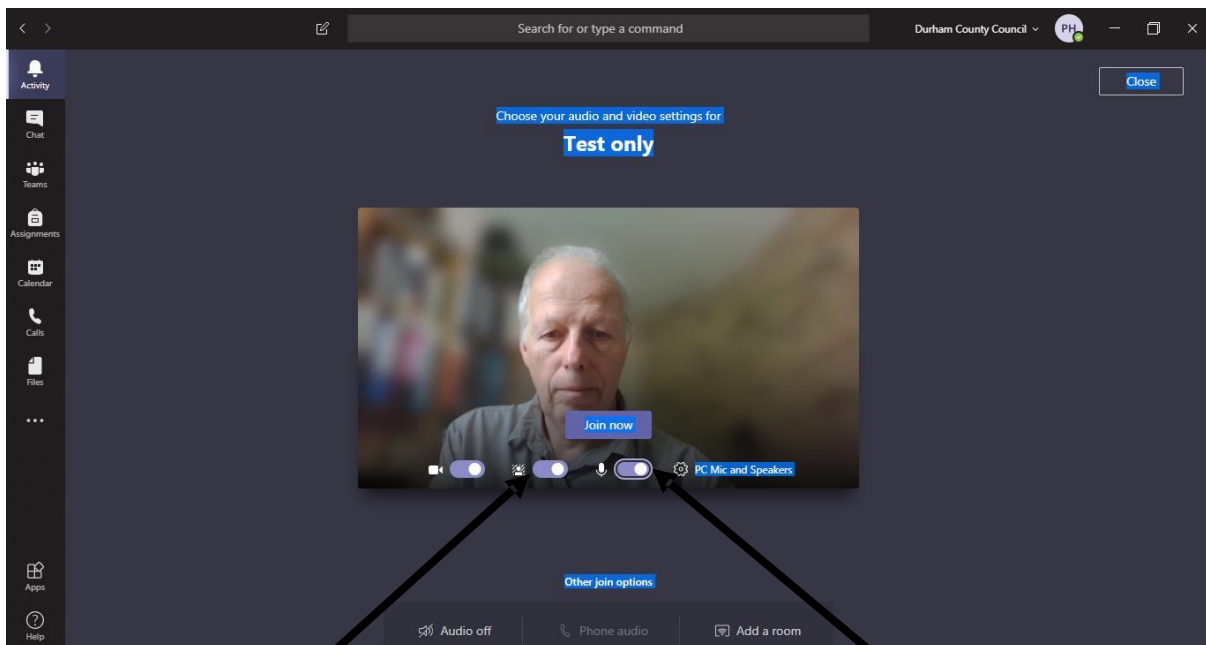 Search for or type a command
Durham County Council
PH
Activity
Close
Choose your audio and video settings for
Test only
Chat
Teams
Assignments
Calendar
Calls
Files
Join now
PC Mic and Speakers
Other join options
Apps
Help
Audio off
Phone audio
Add a room